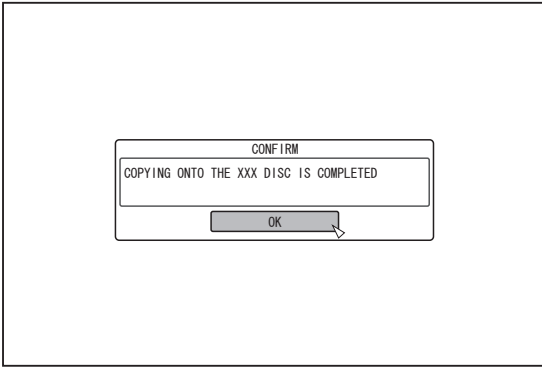 CONFIRM
COPYING ONTO THE XXX DISC IS COMPLETED
OK